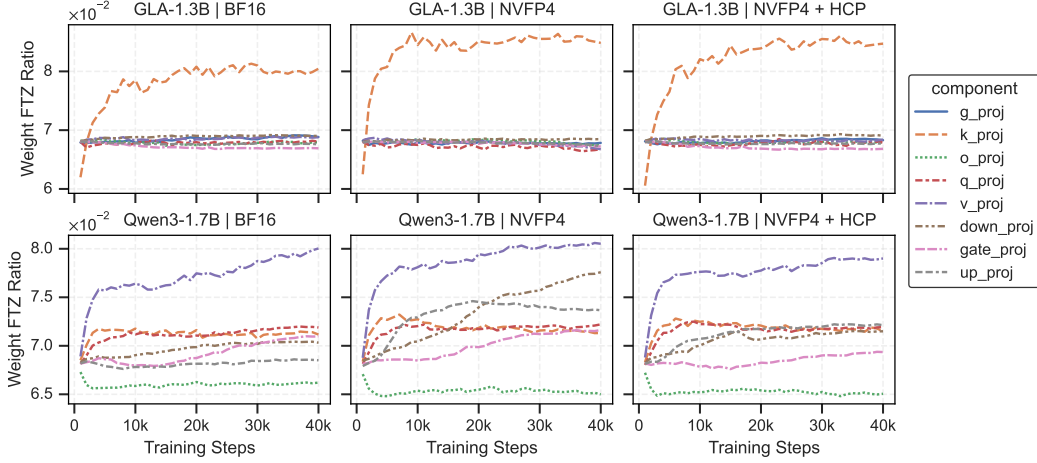 GLA-1.3B | BF16
GLA-1.3B | NVFP4
GLA-1.3B | NVFP4 + HCP
×10⁻²
Weight FTZ Ratio
8
7
6
Qwen3-1.7B | BF16
Qwen3-1.7B | NVFP4
Qwen3-1.7B | NVFP4 + HCP
×10⁻²
Weight FTZ Ratio
8.0
7.5
7.0
6.5
0 10k 20k 30k 40k
0 10k 20k 30k 40k
0 10k 20k 30k 40k
Training Steps
Training Steps
Training Steps
component
g_proj
k_proj
o_proj
q_proj
v_proj
down_proj
gate_proj
up_proj